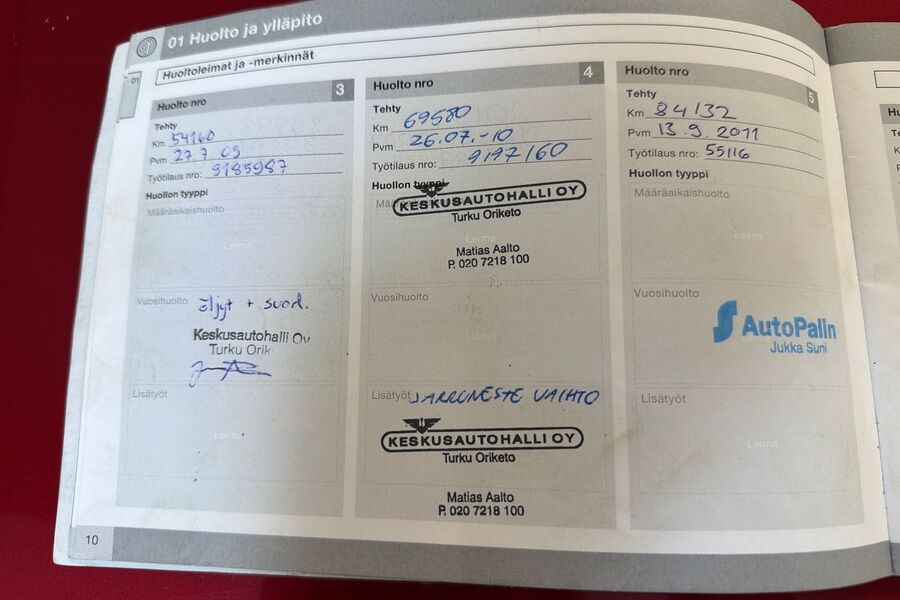 01 Huolto ja ylläpito
Huoltoleimat ja -merkinnät
01
Huolto nro 3
Tehty
Km 54160
Pvm 27.7 09
Työtilaus nro: 9185987
Huollon tyyppi
Määräaikaishuolto
Leima
Vuosihuolto
öljyt + suod.
Keskusautohalli Oy
Turku Orik
Lisätyöt
Leima
Huolto nro 4
Tehty
Km 69580
Pvm 26.07.-10
Työtilaus nro: 9197160
Huollon tyyppi
KESKUSAUTOHALLI OY
Turku Oriketo
Leima
Matias Aalto
P. 020 7218 100
Vuosihuolto
Leima
Lisätyöt JARRUNESTE VAIHTO
KESKUSAUTOHALLI OY
Turku Oriketo
Matias Aalto
P. 020 7218 100
Huolto nro 5
Tehty
Km 84132
Pvm 13.9.2011
Työtilaus nro: 55116
Huollon tyyppi
Määräaikaishuolto
Leima
Vuosihuolto
AutoPalin
Jukka Suni
Lisätyöt
Leima
10